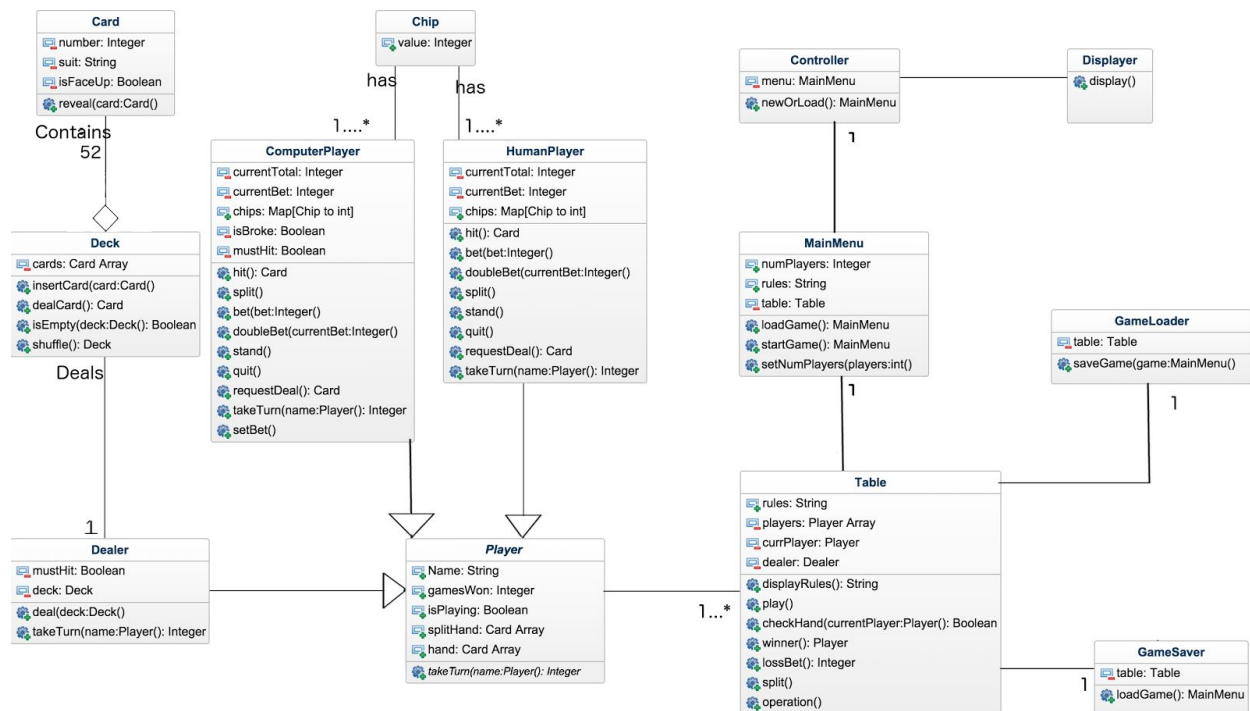 Card
number: Integer
suit: String
isFaceUp: Boolean
reveal(card:Card()
Contains
52
Deck
cards: Card Array
insertCard(card:Card()
dealCard(): Card
isEmpty(deck:Deck(): Boolean
shuffle(): Deck
Deals
1
Dealer
mustHit: Boolean
deck: Deck
deal(deck:Deck()
takeTurn(name:Player(): Integer
Chip
value: Integer
has
has
1....*
1....*
ComputerPlayer
currentTotal: Integer
currentBet: Integer
chips: Map[Chip to int]
isBroke: Boolean
mustHit: Boolean
hit(): Card
split()
bet(bet:Integer()
doubleBet(currentBet:Integer()
stand()
quit()
requestDeal(): Card
takeTurn(name:Player(): Integer
setBet()
HumanPlayer
currentTotal: Integer
currentBet: Integer
chips: Map[Chip to int]
hit(): Card
bet(bet:Integer()
doubleBet(currentBet:Integer()
split()
stand()
quit()
requestDeal(): Card
takeTurn(name:Player(): Integer
Player
Name: String
gamesWon: Integer
isPlaying: Boolean
splitHand: Card Array
hand: Card Array
takeTurn(name:Player(): Integer
1...*
Controller
menu: MainMenu
newOrLoad(): MainMenu
1
Displayer
display()
MainMenu
numPlayers: Integer
rules: String
table: Table
loadGame(): MainMenu
startGame(): MainMenu
setNumPlayers(players:int()
1
GameLoader
table: Table
saveGame(game:MainMenu()
1
Table
rules: String
players: Player Array
currPlayer: Player
dealer: Dealer
displayRules(): String
play()
checkHand(currentPlayer:Player(): Boolean
winner(): Player
lossBet(): Integer
split()
operation()
1
GameSaver
table: Table
loadGame(): MainMenu